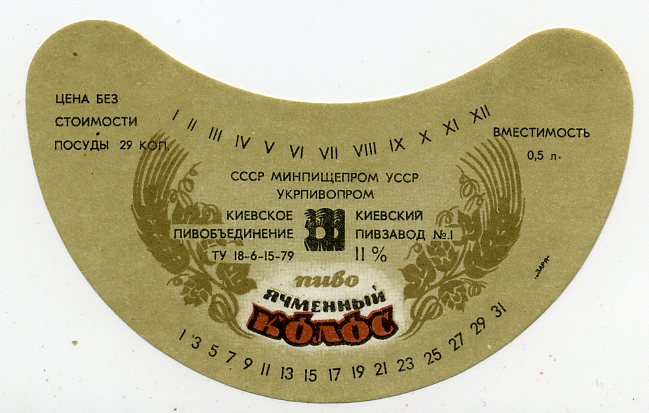 ЦЕНА БЕЗ
СТОИМОСТИ
ПОСУДЫ 29 КОП.
I II III IV V VI VII VIII IX X XI XII
ВМЕСТИМОСТЬ
0,5 л.
СССР МИНПИЩЕПРОМ УССР
УКРПИВОПРОМ
КИЕВСКОЕ
ПИВОБЪЕДИНЕНИЕ
ТУ 18-6-15-79
КИЕВСКИЙ
ПИВЗАВОД №1
11%
пиво
ЯЧМЕННЫЙ
КОЛОС
„ЗАРЯ“
1 3 5 7 9 11 13 15 17 19 21 23 25 27 29 31